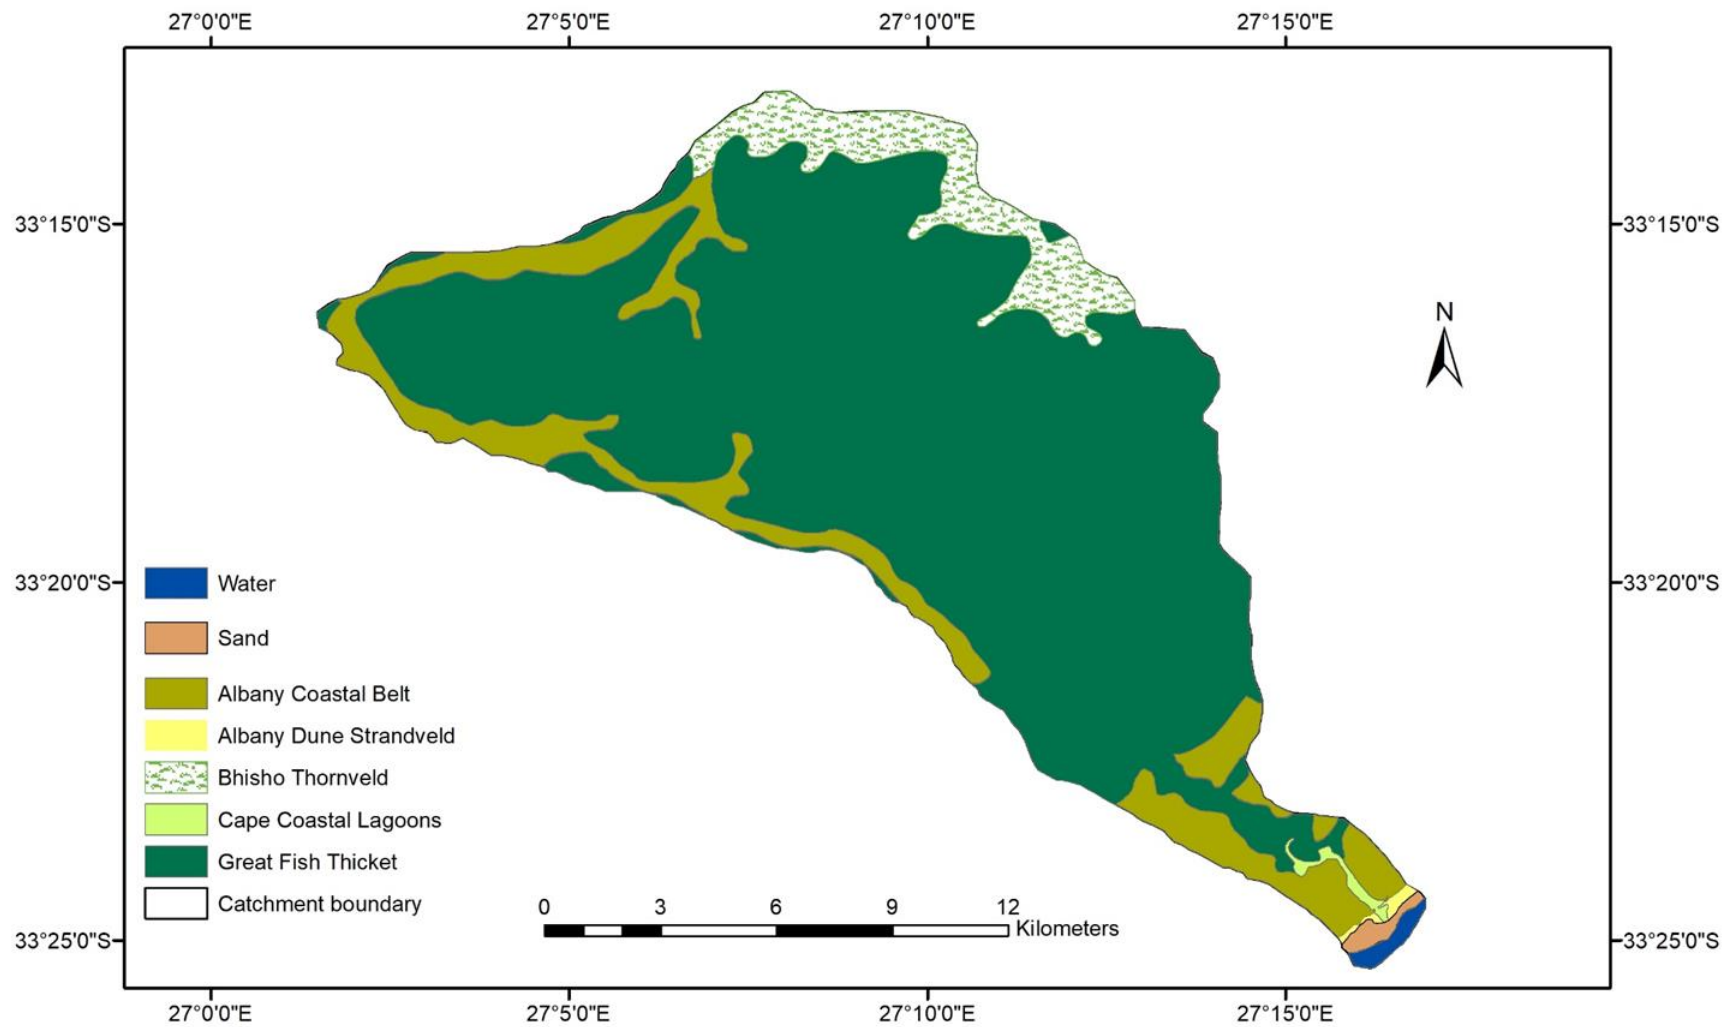 27°0'0"E 27°5'0"E 27°10'0"E 27°15'0"E
33°15'0"S 33°15'0"S
N
33°20'0"S 33°20'0"S
Water
Sand
Albany Coastal Belt
Albany Dune Strandveld
Bhisho Thornveld
Cape Coastal Lagoons
Great Fish Thicket
Catchment boundary
0 3 6 9 12
Kilometers
33°25'0"S 33°25'0"S
27°0'0"E 27°5'0"E 27°10'0"E 27°15'0"E